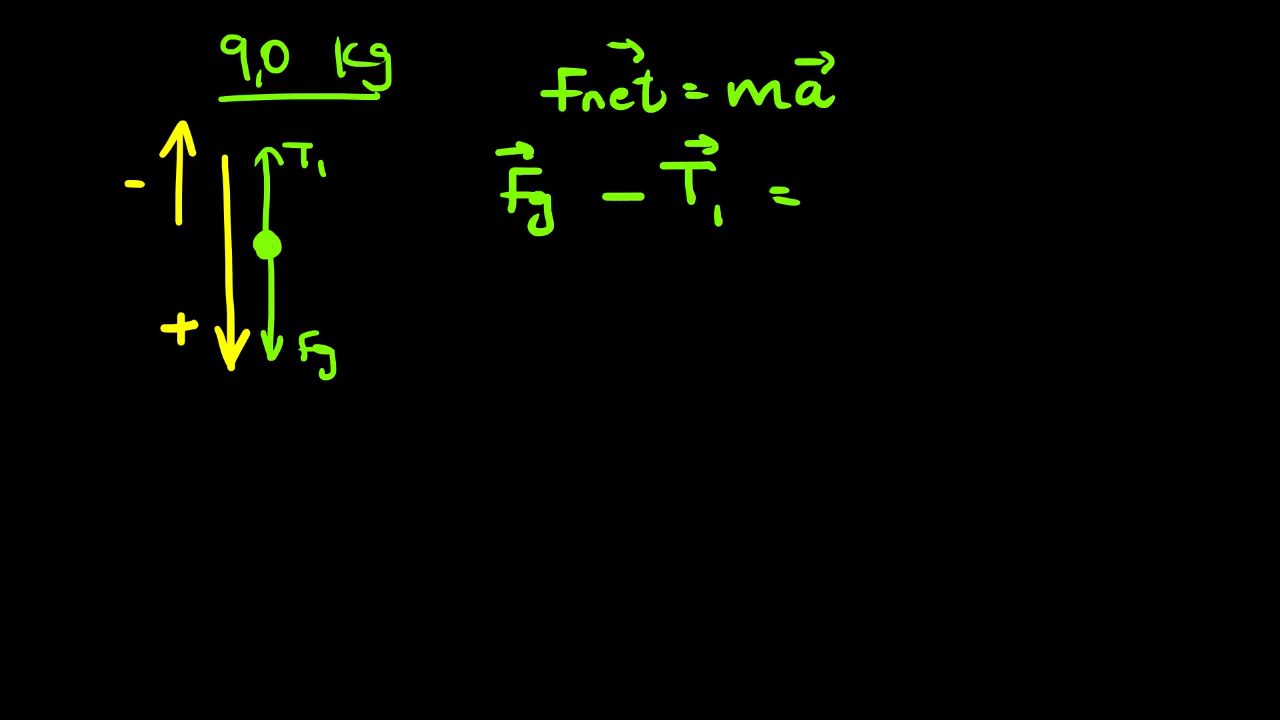 9,0 kg
Fnet = ma
Fg - T1 =
T1
-
+
Fg